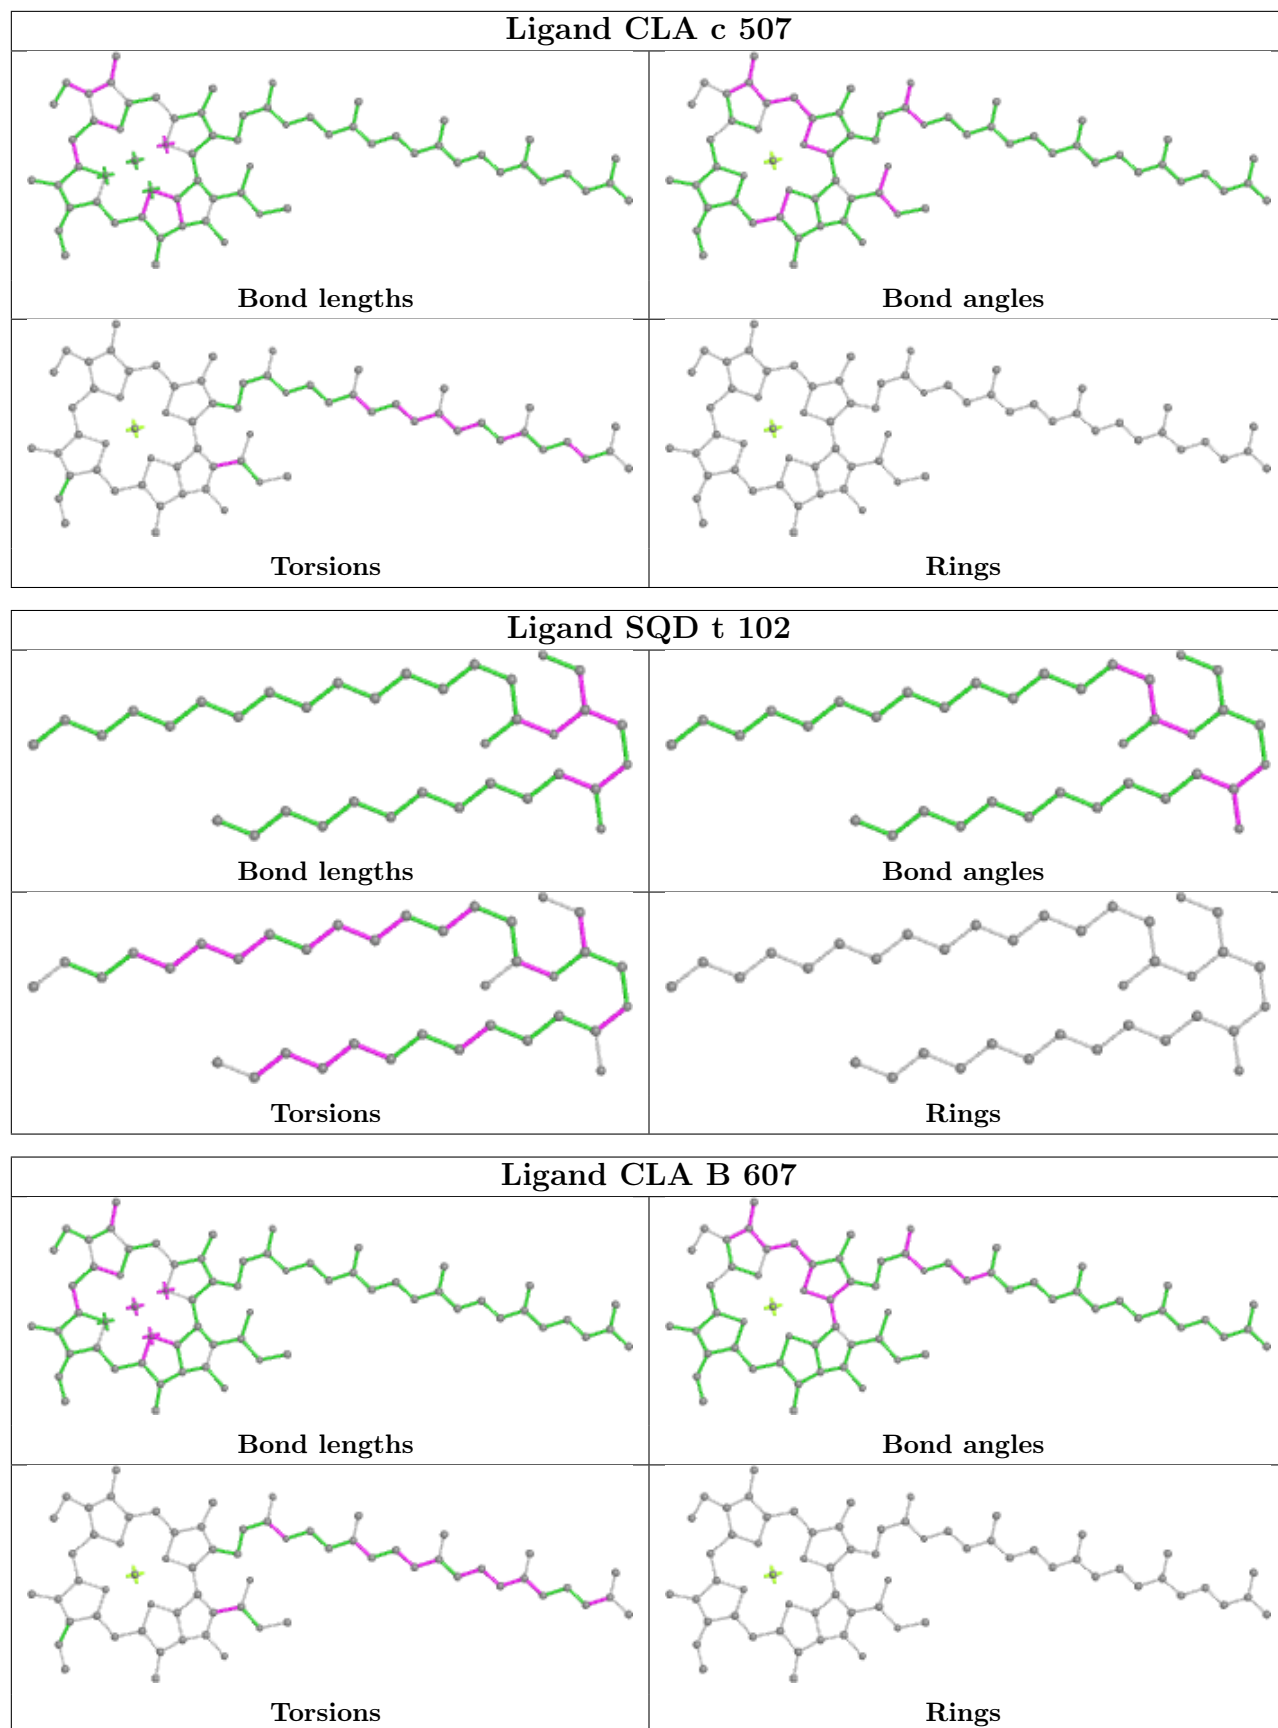 Ligand CLA c 507
Bond lengths
Bond angles
Torsions
Rings
Ligand SQD t 102
Bond lengths
Bond angles
Torsions
Rings
Ligand CLA B 607
Bond lengths
Bond angles
Torsions
Rings